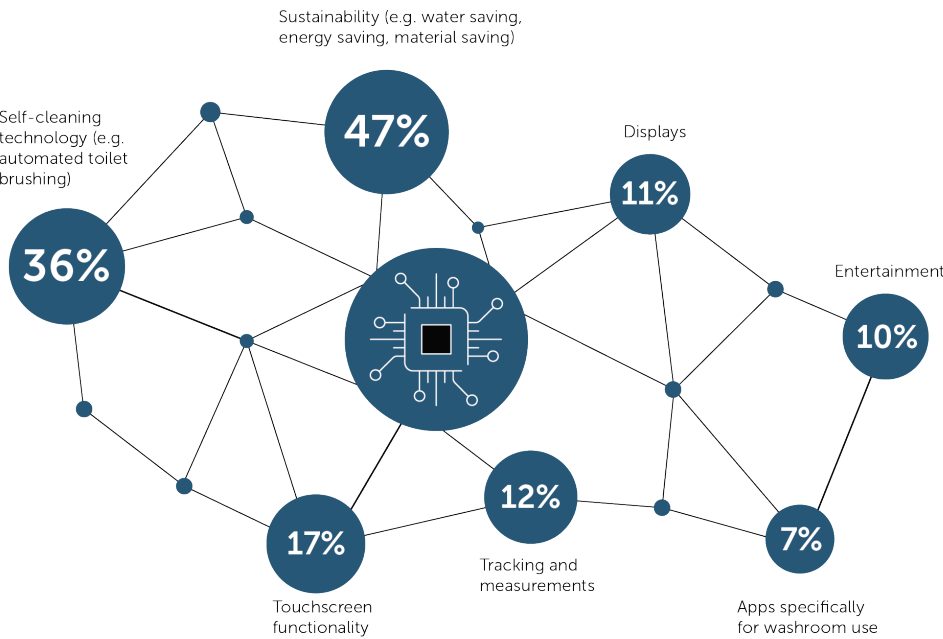 Sustainability (e.g. water saving,
energy saving, material saving)
47%
Self-cleaning
technology (e.g.
automated toilet
brushing)
36%
Displays
11%
Entertainment
10%
17%
Touchscreen
functionality
12%
Tracking and
measurements
7%
Apps specifically
for washroom use